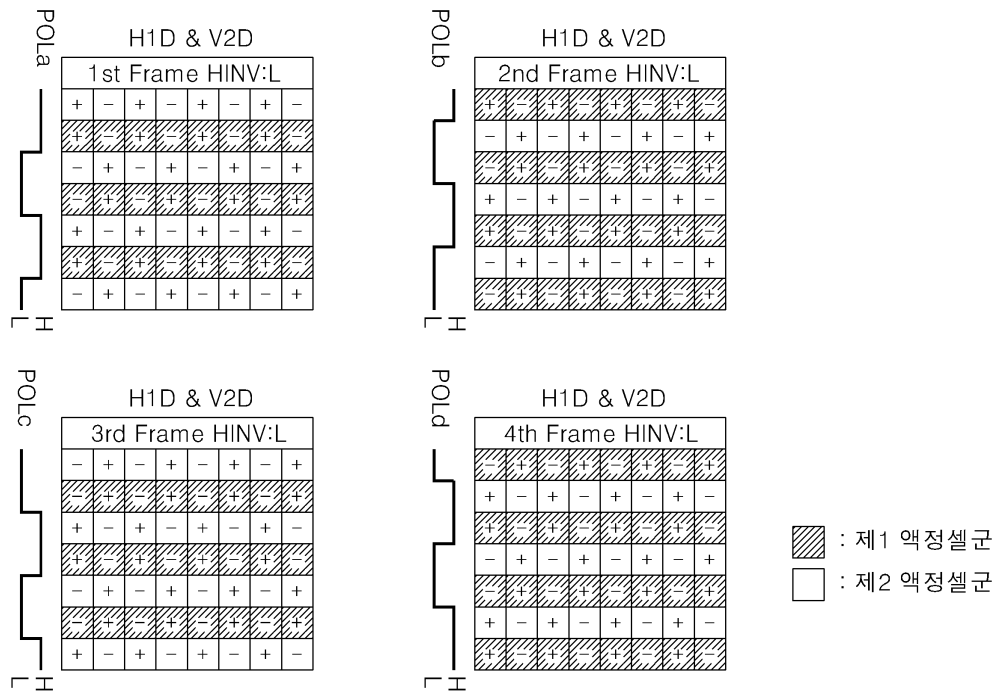 POLa
H1D & V2D
1st Frame HINV:L
+ − + − + − + −
+ − + − + − + −
− + − + − + − +
− + − + − + − +
+ − + − + − + −
+ − + − + − + −
− + − + − + − +
H
L
POLb
H1D & V2D
2nd Frame HINV:L
+ − + − + − + −
− + − + − + − +
− + − + − + − +
+ − + − + − + −
+ − + − + − + −
− + − + − + − +
− + − + − + − +
H
L
POLc
H1D & V2D
3rd Frame HINV:L
− + − + − + − +
− + − + − + − +
+ − + − + − + −
+ − + − + − + −
− + − + − + − +
− + − + − + − +
+ − + − + − + −
H
L
POLd
H1D & V2D
4th Frame HINV:L
− + − + − + − +
+ − + − + − + −
+ − + − + − + −
− + − + − + − +
− + − + − + − +
+ − + − + − + −
+ − + − + − + −
H
L
: 제1 액정셀군
: 제2 액정셀군